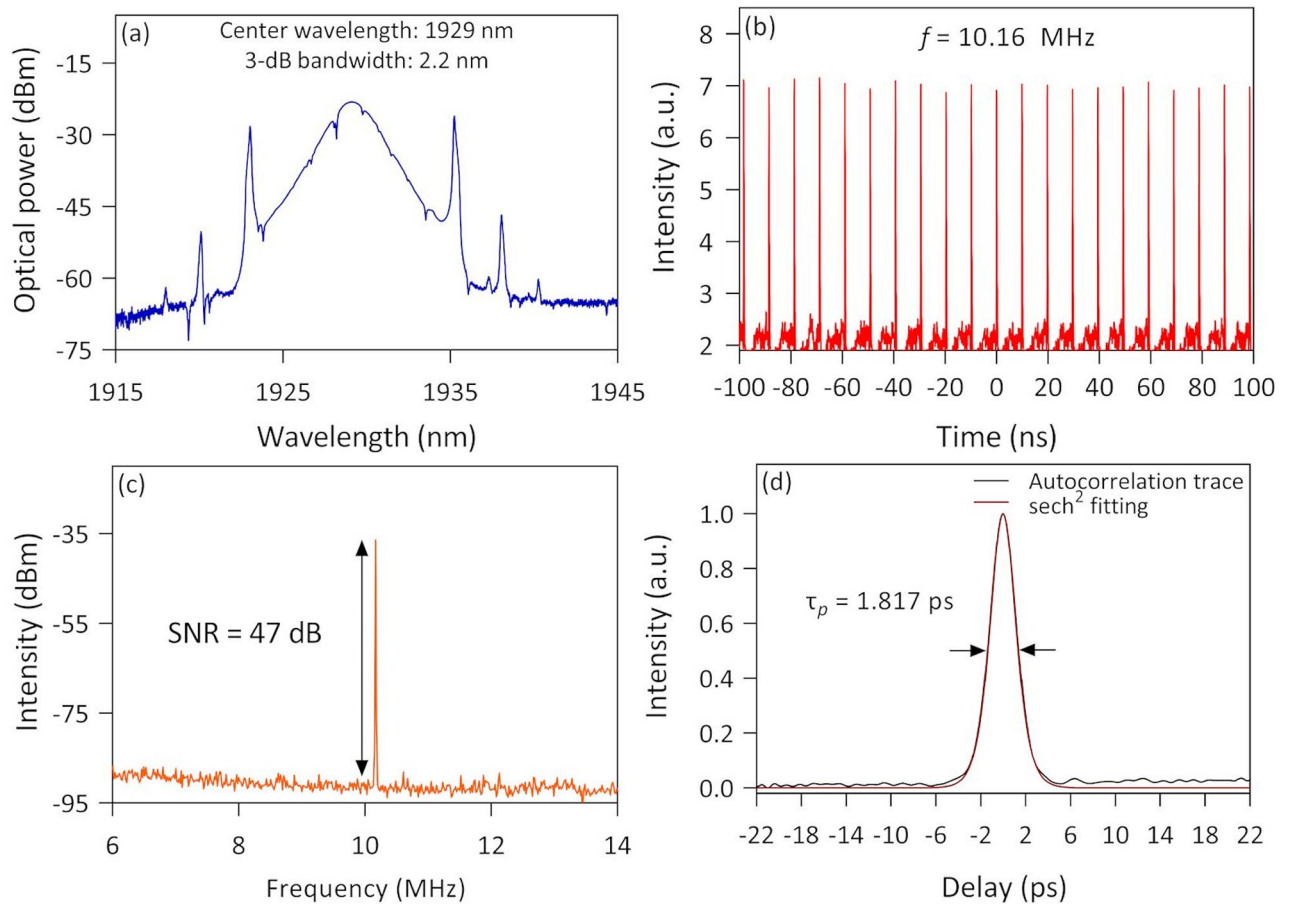 (a)
Center wavelength: 1929 nm
3-dB bandwidth: 2.2 nm
Optical power (dBm)
-15
-30
-45
-60
-75
1915
1925
1935
1945
Wavelength (nm)
(b)
f = 10.16 MHz
Intensity (a.u.)
8
7
6
5
4
3
2
-100 -80 -60 -40 -20 0 20 40 60 80 100
Time (ns)
(c)
SNR = 47 dB
Intensity (dBm)
-35
-55
-75
-95
6
8
10
12
14
Frequency (MHz)
(d)
Autocorrelation trace
sech² fitting
τp = 1.817 ps
Intensity (a.u.)
1.0
0.8
0.6
0.4
0.2
0.0
-22 -18 -14 -10 -6 -2 2 6 10 14 18 22
Delay (ps)